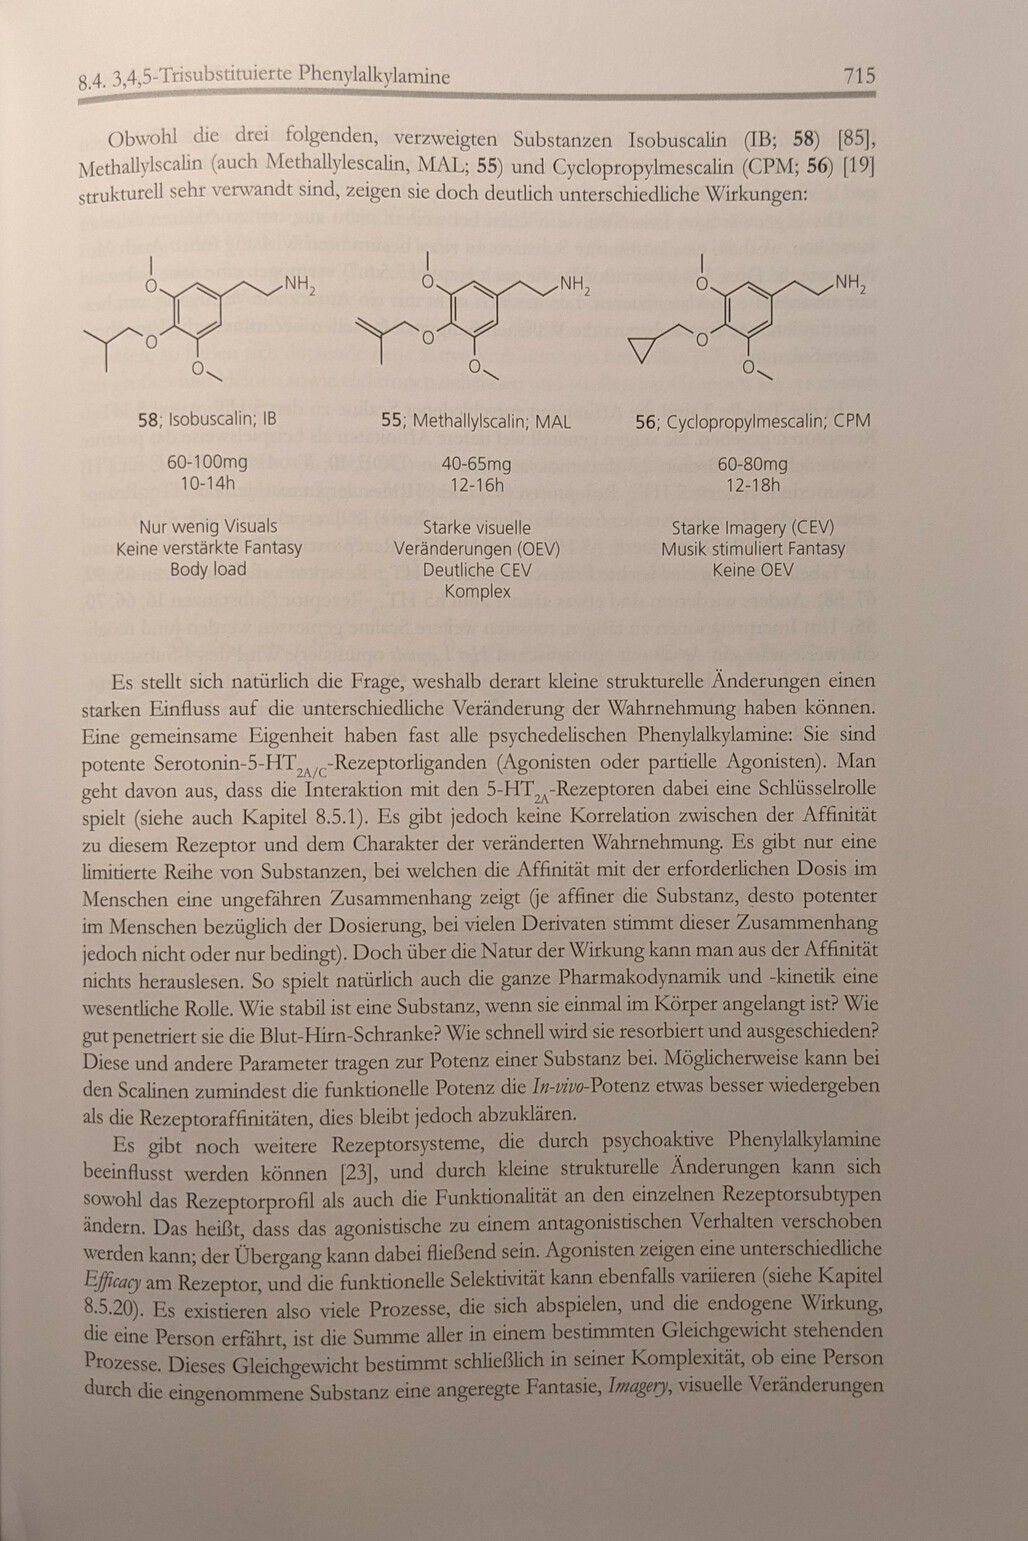 8.4. 3,4,5-Trisubstituierte Phenylalkylamine 715
Obwohl die drei folgenden, verzweigten Substanzen Isobuscalin (IB; 58) [85],
Methallylscalin (auch Methallylescalin, MAL; 55) und Cyclopropylmescalin (CPM; 56) [19]
strukturell sehr verwandt sind, zeigen sie doch deutlich unterschiedliche Wirkungen:
O NH2 O NH2 O NH2
O O O
O O O
58; Isobuscalin; IB 55; Methallylscalin; MAL 56; Cyclopropylmescalin; CPM
60-100mg 40-65mg 60-80mg
10-14h 12-16h 12-18h
Nur wenig Visuals Starke visuelle Starke Imagery (CEV)
Keine verstärkte Fantasy Veränderungen (OEV) Musik stimuliert Fantasy
Body load Deutliche CEV Keine OEV
Komplex
Es stellt sich natürlich die Frage, weshalb derart kleine strukturelle Änderungen einen
starken Einfluss auf die unterschiedliche Veränderung der Wahrnehmung haben können.
Eine gemeinsame Eigenheit haben fast alle psychedelischen Phenylalkylamine: Sie sind
potente Serotonin-5-HT2A/C-Rezeptorliganden (Agonisten oder partielle Agonisten). Man
geht davon aus, dass die Interaktion mit den 5-HT2A-Rezeptoren dabei eine Schlüsselrolle
spielt (siehe auch Kapitel 8.5.1). Es gibt jedoch keine Korrelation zwischen der Affinität
zu diesem Rezeptor und dem Charakter der veränderten Wahrnehmung. Es gibt nur eine
limitierte Reihe von Substanzen, bei welchen die Affinität mit der erforderlichen Dosis im
Menschen eine ungefähren Zusammenhang zeigt (je affiner die Substanz, desto potenter
im Menschen bezüglich der Dosierung, bei vielen Derivaten stimmt dieser Zusammenhang
jedoch nicht oder nur bedingt). Doch über die Natur der Wirkung kann man aus der Affinität
nichts herauslesen. So spielt natürlich auch die ganze Pharmakodynamik und -kinetik eine
wesentliche Rolle. Wie stabil ist eine Substanz, wenn sie einmal im Körper angelangt ist? Wie
gut penetriert sie die Blut-Hirn-Schranke? Wie schnell wird sie resorbiert und ausgeschieden?
Diese und andere Parameter tragen zur Potenz einer Substanz bei. Möglicherweise kann bei
den Scalinen zumindest die funktionelle Potenz die In-vivo-Potenz etwas besser wiedergeben
als die Rezeptoraffinitäten, dies bleibt jedoch abzuklären.
Es gibt noch weitere Rezeptorsysteme, die durch psychoaktive Phenylalkylamine
beeinflusst werden können [23], und durch kleine strukturelle Änderungen kann sich
sowohl das Rezeptorprofil als auch die Funktionalität an den einzelnen Rezeptorsubtypen
ändern. Das heißt, dass das agonistische zu einem antagonistischen Verhalten verschoben
werden kann; der Übergang kann dabei fließend sein. Agonisten zeigen eine unterschiedliche
Efficacy am Rezeptor, und die funktionelle Selektivität kann ebenfalls variieren (siehe Kapitel
8.5.20). Es existieren also viele Prozesse, die sich abspielen, und die endogene Wirkung,
die eine Person erfährt, ist die Summe aller in einem bestimmten Gleichgewicht stehenden
Prozesse. Dieses Gleichgewicht bestimmt schließlich in seiner Komplexität, ob eine Person
durch die eingenommene Substanz eine angeregte Fantasie, Imagery, visuelle Veränderungen